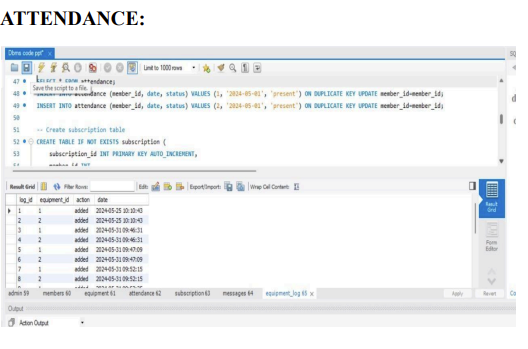 ATTENDANCE:
Dbms code ppt* ×
SQ
Limit to 1000 rows
47 SELECT * FROM attendance;
Save the script to a file.
48 INSERT INTO attendance (member_id, date, status) VALUES (1, '2024-05-01', 'present') ON DUPLICATE KEY UPDATE member_id=member_id;
49 INSERT INTO attendance (member_id, date, status) VALUES (2, '2024-05-01', 'present') ON DUPLICATE KEY UPDATE member_id=member_id;
50
51 -- Create subscription table
52 CREATE TABLE IF NOT EXISTS subscription (
53 subscription_id INT PRIMARY KEY AUTO_INCREMENT,
54 member_id INT
Result Grid Filter Rows: Edit: Export/Import: Wrap Cell Content:
log_id equipment_id action date
1 1 added 2024-05-25 10:10:43
2 2 added 2024-05-25 10:10:43
3 1 added 2024-05-31 09:46:31
4 2 added 2024-05-31 09:46:31
5 1 added 2024-05-31 09:47:09
6 2 added 2024-05-31 09:47:09
7 1 added 2024-05-31 09:52:15
8 2 added 2024-05-31 09:52:15
Result Grid
Form Editor
admin 59 members 60 equipment 61 attendance 62 subscription 63 messages 64 equipment_log 65 × Apply Revert Co
Output
Action Output